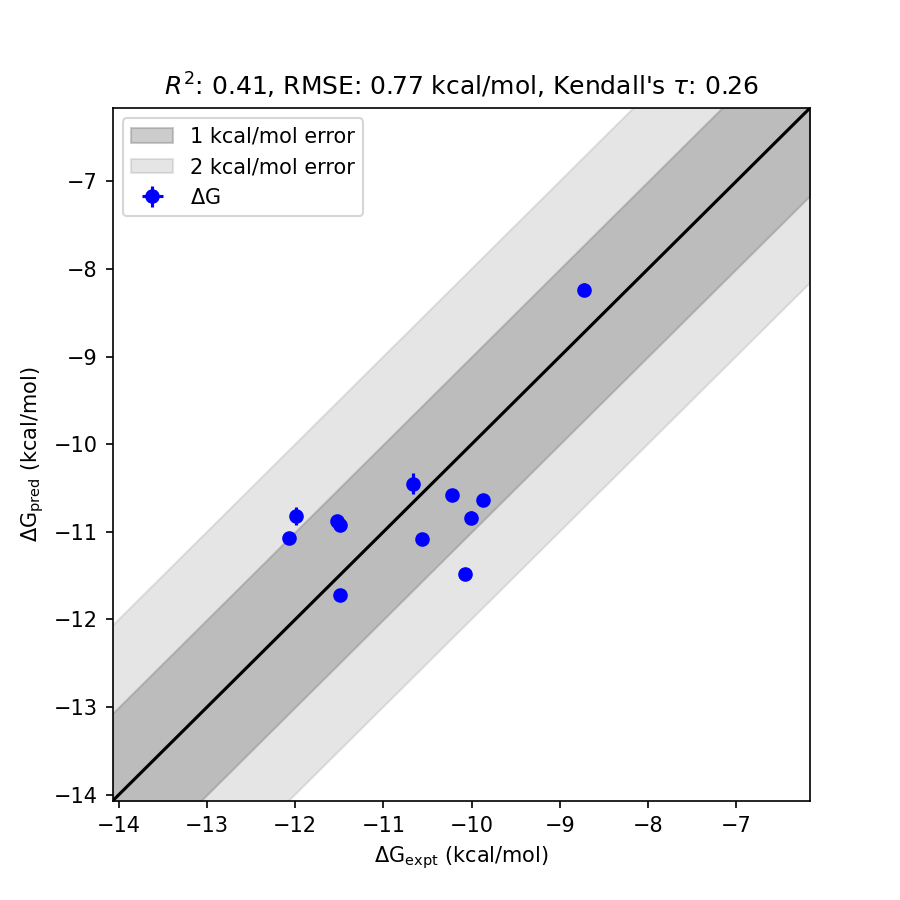 R²: 0.41, RMSE: 0.77 kcal/mol, Kendall's τ: 0.26
1 kcal/mol error
2 kcal/mol error
ΔG
−7
−8
−9
−10
−11
−12
−13
−14
ΔGpred (kcal/mol)
−14 −13 −12 −11 −10 −9 −8 −7
ΔGexpt (kcal/mol)